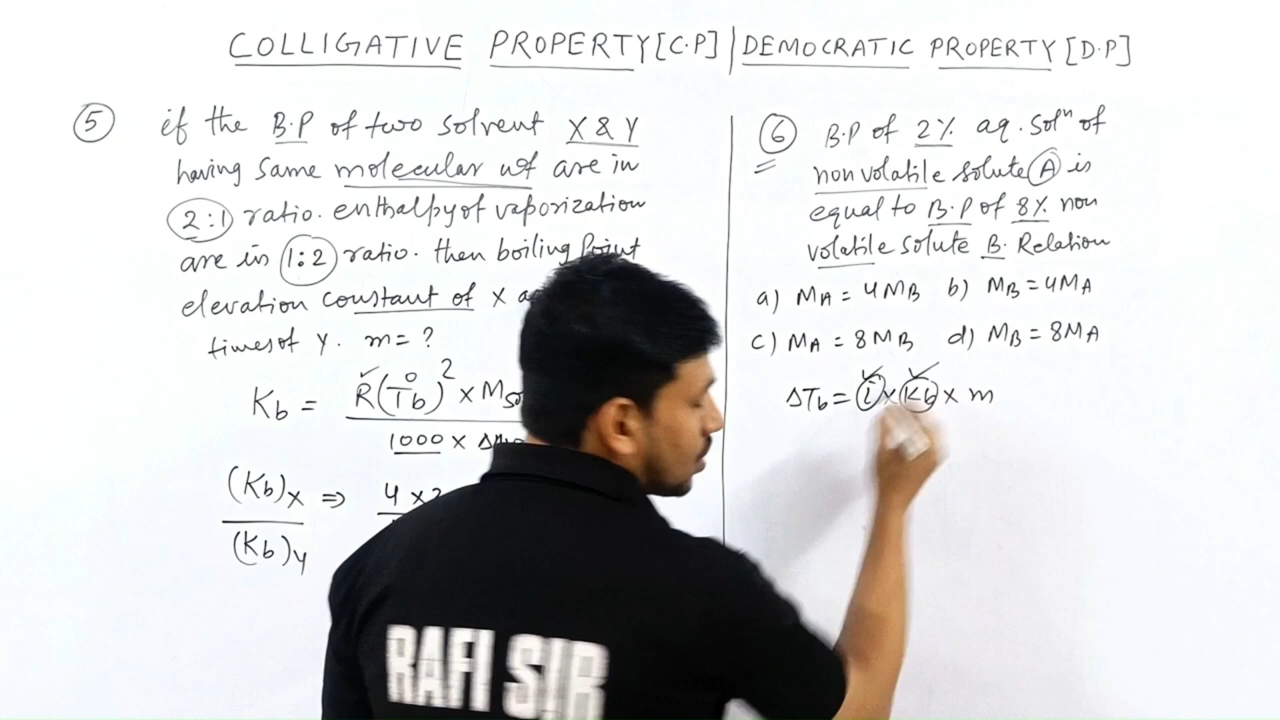 COLLIGATIVE PROPERTY [C.P] | DEMOCRATIC PROPERTY [D.P]
5 if the B.P of two solvent X & Y
having same molecular wt are in
2:1 ratio. enthalpy of vaporization
are in 1:2 ratio. then boiling Point
elevation constant of X
times of Y. m = ?
Kb = R(T°b)² × M
1000 × Δ
(Kb)X ⇒ 4 × 2
(Kb)Y
6 B.P of 2% aq. Solⁿ of
non volatile solute A is
equal to B.P of 8% non
volatile solute B. Relation
a) MA = 4MB b) MB = 4MA
c) MA = 8MB d) MB = 8MA
ΔTb = i × Kb × m
RAFI SIR